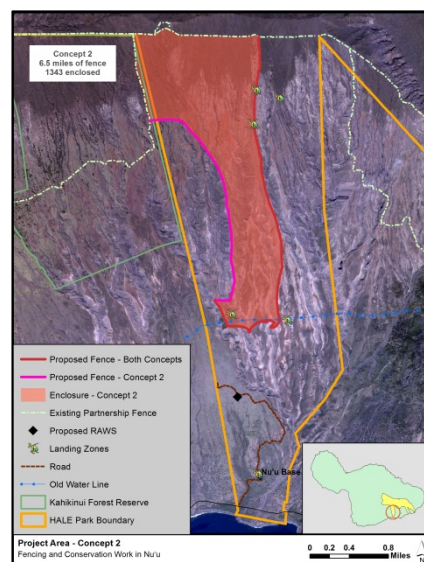 Concept 2
6.5 miles of fence
1343 enclosed
Proposed Fence - Both Concepts
Proposed Fence - Concept 2
Enclosure - Concept 2
Existing Partnership Fence
Proposed RAWS
Landing Zones
Road
Old Water Line
Kahikinui Forest Reserve
HALE Park Boundary
Nu'u Base
Project Area - Concept 2
Fencing and Conservation Work in Nu'u
0 0.2 0.4 0.8
Miles
N